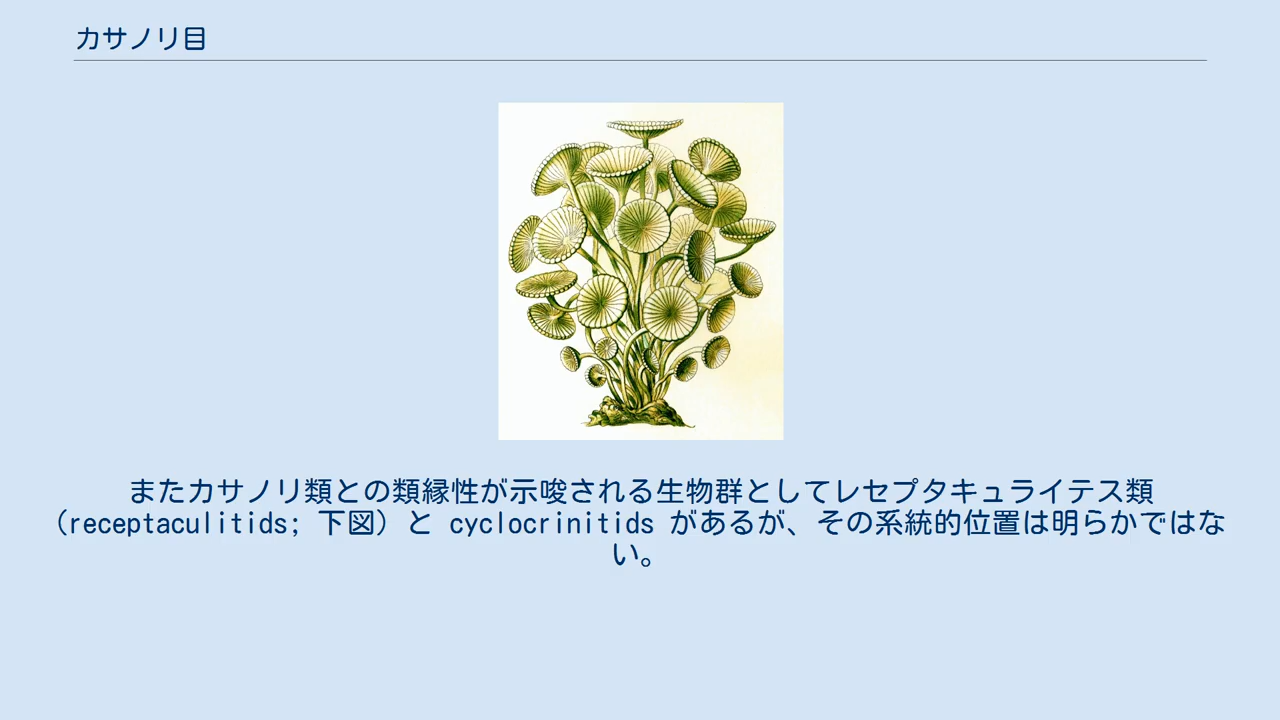 カサノリ目
またカサノリ類との類縁性が示唆される生物群としてレセプタキュライテス類
（receptaculitids; 下図）と cyclocrinitids があるが、その系統的位置は明らかではな
い。